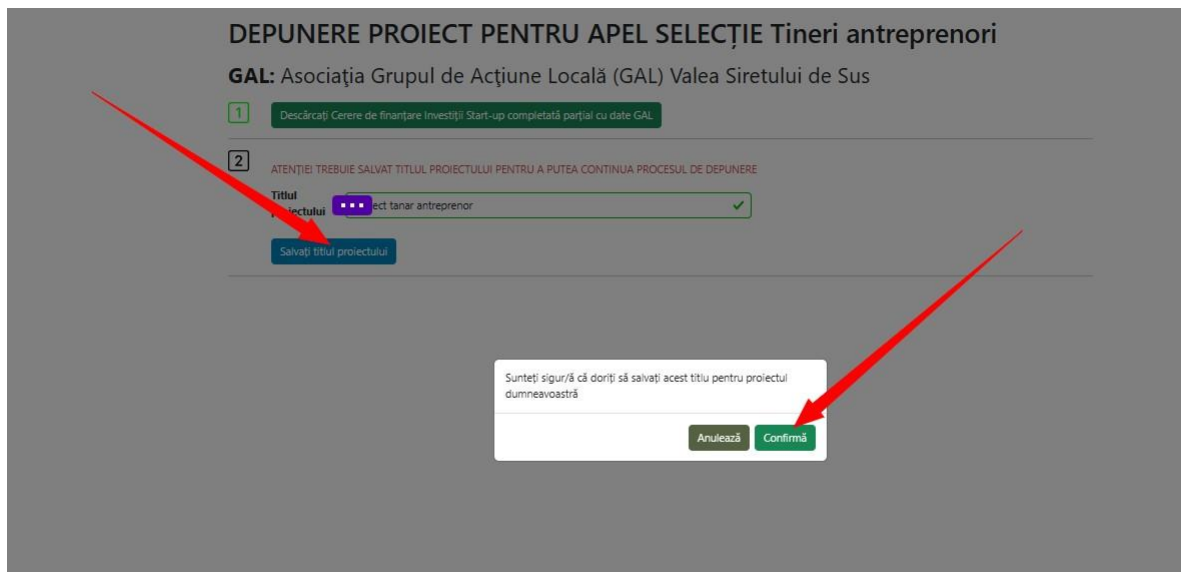 DEPUNERE PROIECT PENTRU APEL SELECȚIE Tineri antreprenori
GAL: Asociația Grupul de Acțiune Locală (GAL) Valea Siretului de Sus
1 Descărcați Cerere de finanțare Investiții Start-up completată parțial cu date GAL
2 ATENȚIE! TREBUIE SALVAT TITLUL PROIECTULUI PENTRU A PUTEA CONTINUA PROCESUL DE DEPUNERE
Titlul
ect tanar antreprenor
Salvați titlul proiectului
Sunteți sigur/ă că doriți să salvați acest titlu pentru proiectul
dumneavoastră
Anulează Confirmă